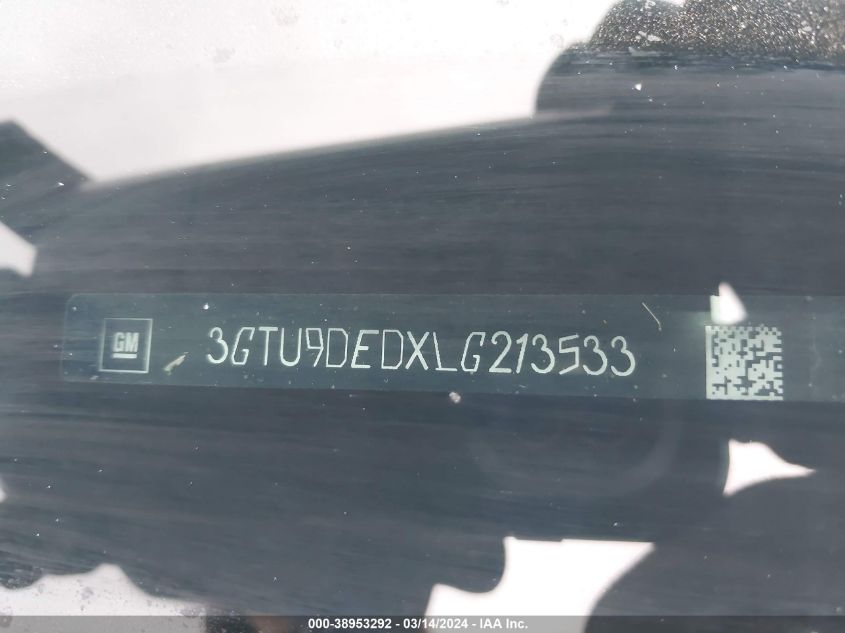 GM
3GTU9DEDXLG213533
000-38953292 - 03/14/2024 - IAA Inc.